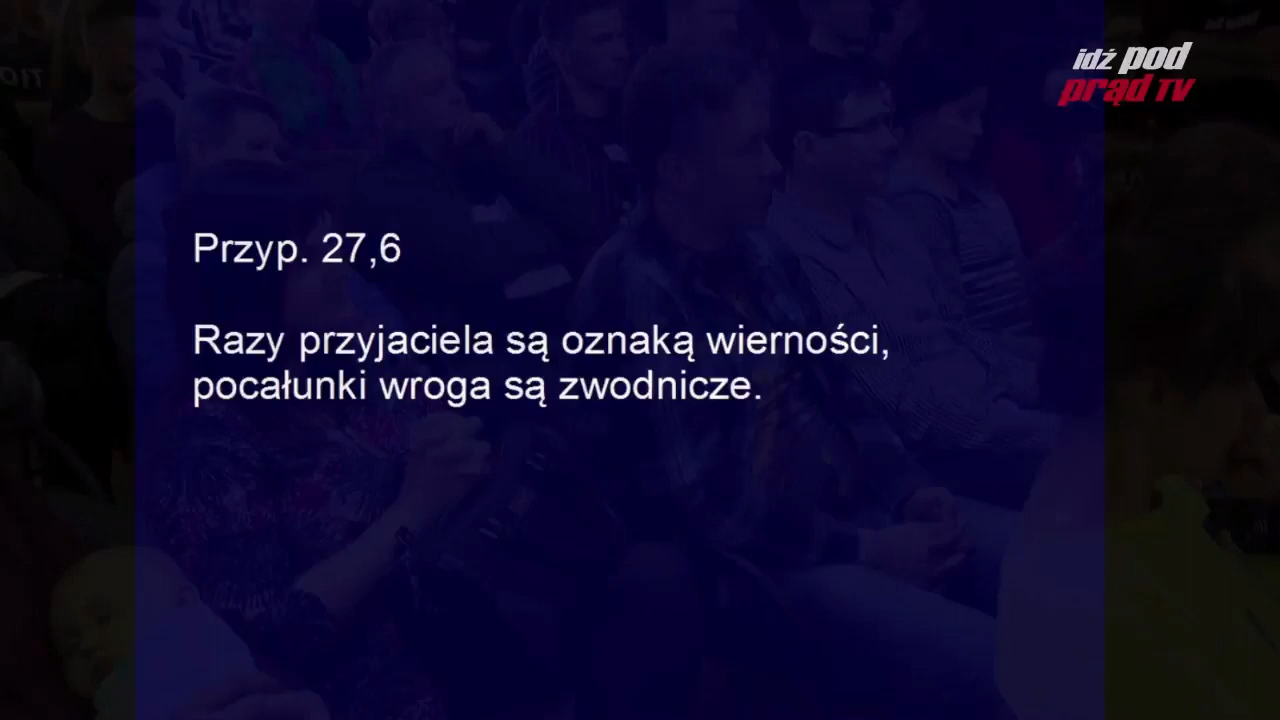 idź pod
prąd TV
Przyp. 27,6
Razy przyjaciela są oznaką wierności,
pocałunki wroga są zwodnicze.